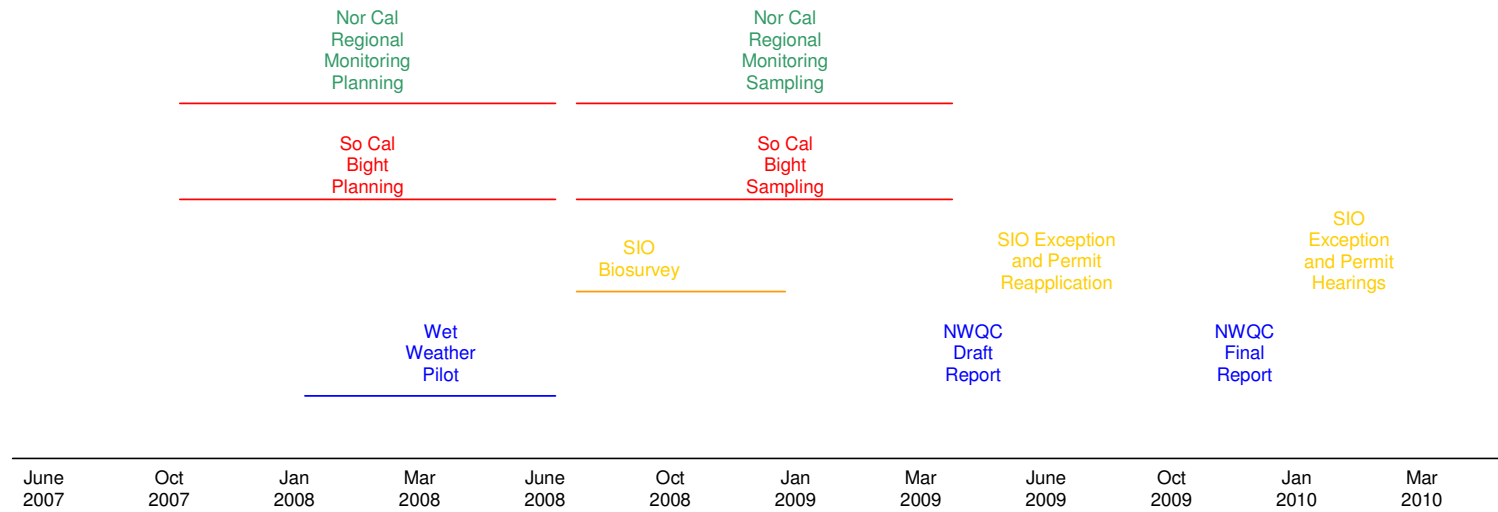 Nor Cal
Regional
Monitoring
Planning
Nor Cal
Regional
Monitoring
Sampling
So Cal
Bight
Planning
So Cal
Bight
Sampling
SIO
Biosurvey
SIO Exception
and Permit
Reapplication
SIO
Exception
and Permit
Hearings
Wet
Weather
Pilot
NWQC
Draft
Report
NWQC
Final
Report
June
2007
Oct
2007
Jan
2008
Mar
2008
June
2008
Oct
2008
Jan
2009
Mar
2009
June
2009
Oct
2009
Jan
2010
Mar
2010